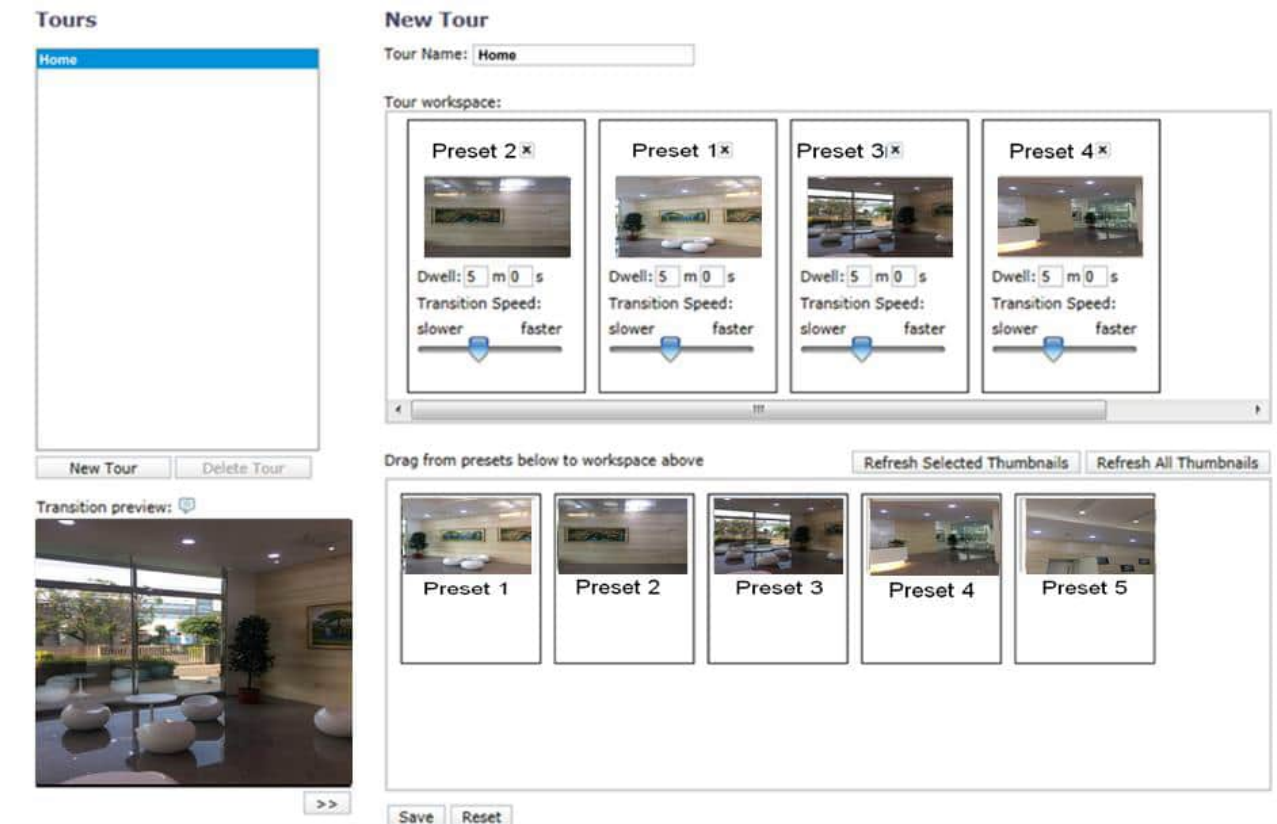 Tours
Home
New Tour
Delete Tour
Transition preview:
>>
New Tour
Tour Name: Home
Tour workspace:
Preset 2 x
Dwell: 5 m 0 s
Transition Speed:
slower faster
Preset 1 x
Dwell: 5 m 0 s
Transition Speed:
slower faster
Preset 3 x
Dwell: 5 m 0 s
Transition Speed:
slower faster
Preset 4 x
Dwell: 5 m 0 s
Transition Speed:
slower faster
Drag from presets below to workspace above
Refresh Selected Thumbnails
Refresh All Thumbnails
Preset 1
Preset 2
Preset 3
Preset 4
Preset 5
Save
Reset